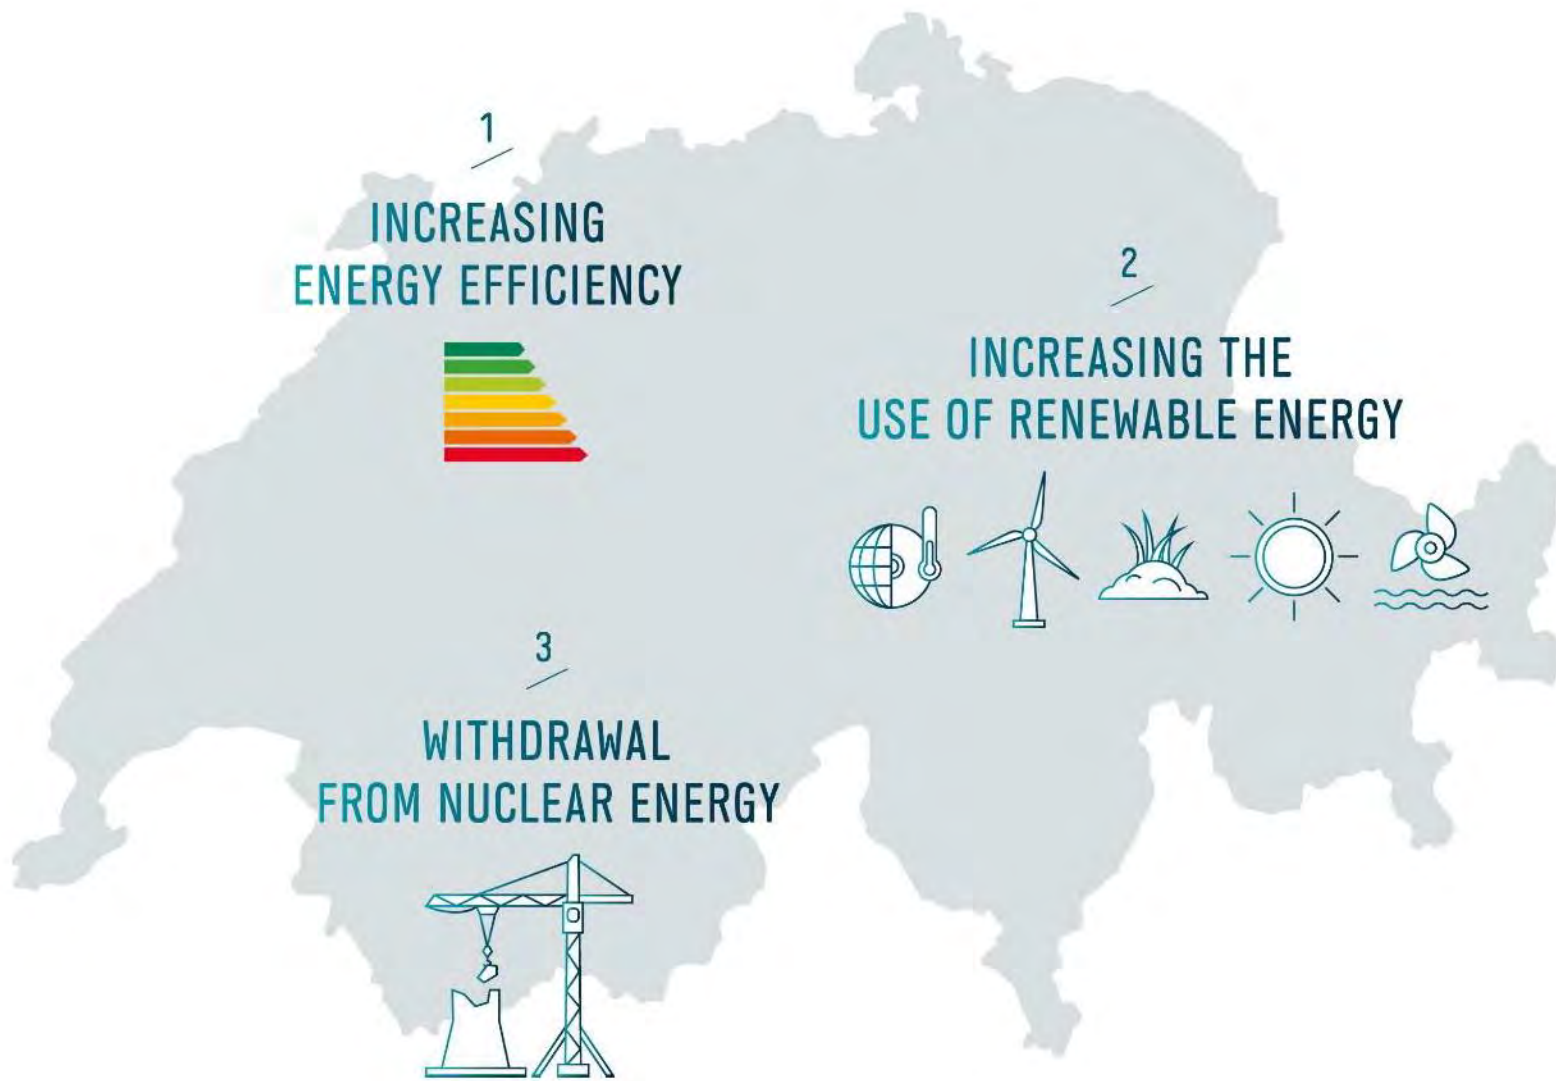 1
INCREASING
ENERGY EFFICIENCY
2
INCREASING THE
USE OF RENEWABLE ENERGY
3
WITHDRAWAL
FROM NUCLEAR ENERGY